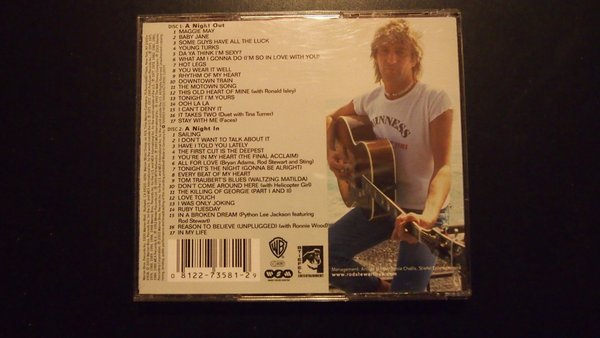 DISC 1: A Night Out
1 MAGGIE MAY
2 BABY JANE
3 SOME GUYS HAVE ALL THE LUCK
4 YOUNG TURKS
5 DA YA THINK I'M SEXY?
6 WHAT AM I GONNA DO (I'M SO IN LOVE WITH YOU)
7 HOT LEGS
8 YOU WEAR IT WELL
9 RHYTHM OF MY HEART
10 DOWNTOWN TRAIN
11 THE MOTOWN SONG
12 THIS OLD HEART OF MINE (with Ronald Isley)
13 TONIGHT I'M YOURS
14 OOH LA LA
15 I CAN'T DENY IT
16 IT TAKES TWO (Duet with Tina Turner)
17 STAY WITH ME (Faces)
DISC 2: A Night In
1 SAILING
2 I DON'T WANT TO TALK ABOUT IT
3 HAVE I TOLD YOU LATELY
4 THE FIRST CUT IS THE DEEPEST
5 YOU'RE IN MY HEART (THE FINAL ACCLAIM)
6 ALL FOR LOVE (Bryan Adams, Rod Stewart and Sting)
7 TONIGHT'S THE NIGHT (GONNA BE ALRIGHT)
8 EVERY BEAT OF MY HEART
9 TOM TRAUBERT'S BLUES (WALTZING MATILDA)
10 DON'T COME AROUND HERE (with Helicopter Girl)
11 THE KILLING OF GEORGIE (PART I AND II)
12 LOVE TOUCH
13 I WAS ONLY JOKING
14 RUBY TUESDAY
15 IN A BROKEN DREAM (Python Lee Jackson featuring
Rod Stewart)
16 REASON TO BELIEVE (UNPLUGGED) (with Ronnie Wood)
17 IN MY LIFE
GUINNESS
0 81227-3581-2 9
WB
WSM
GRIFFEL
ENTERTAINMENT
Management:
www.rodstewart